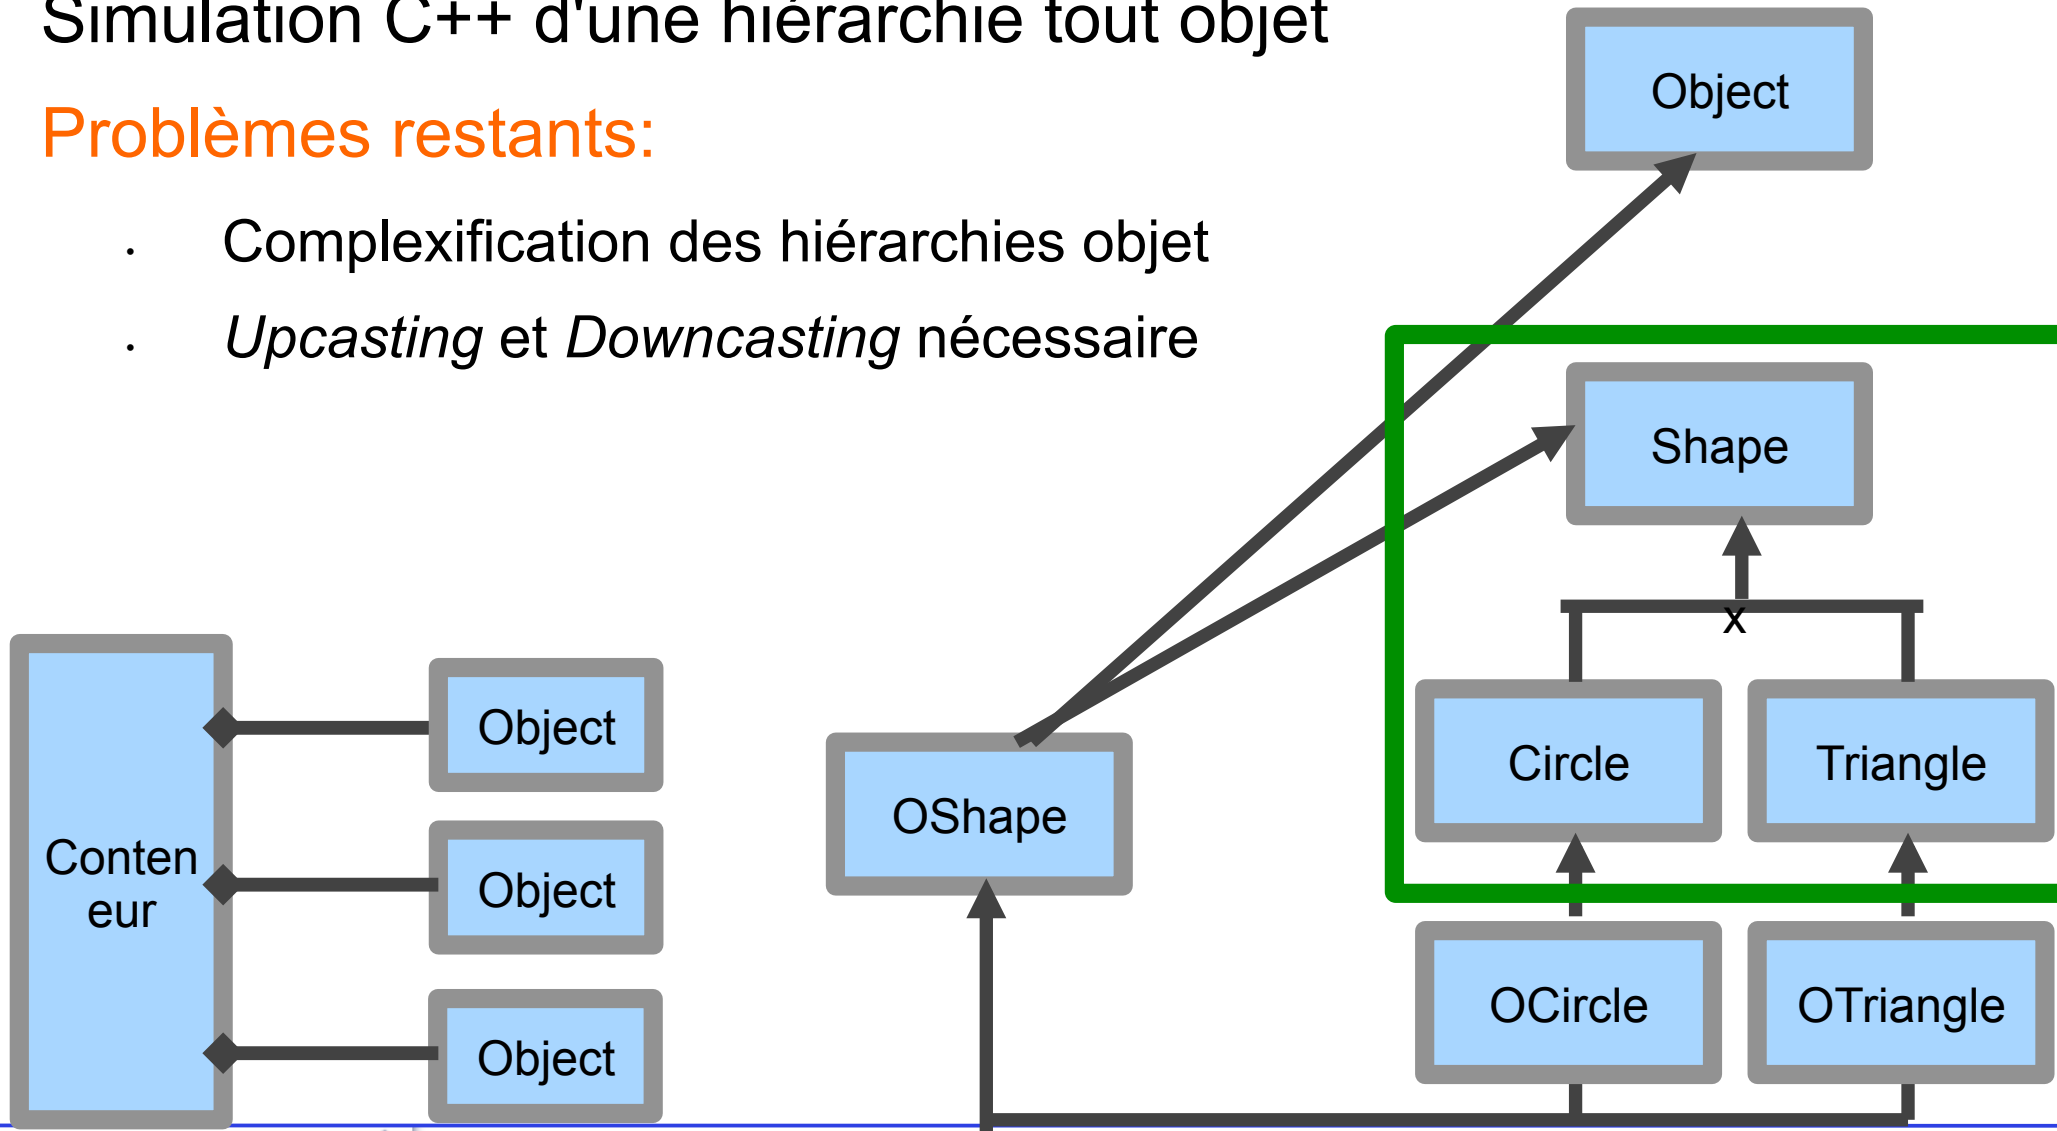 Simulation C++ d'une hiérarchie tout objet
Problèmes restants:
• Complexification des hiérarchies objet
• Upcasting et Downcasting nécessaire
Object
Shape
x
Circle
Triangle
OShape
OCircle
OTriangle
Conten
eur
Object
Object
Object